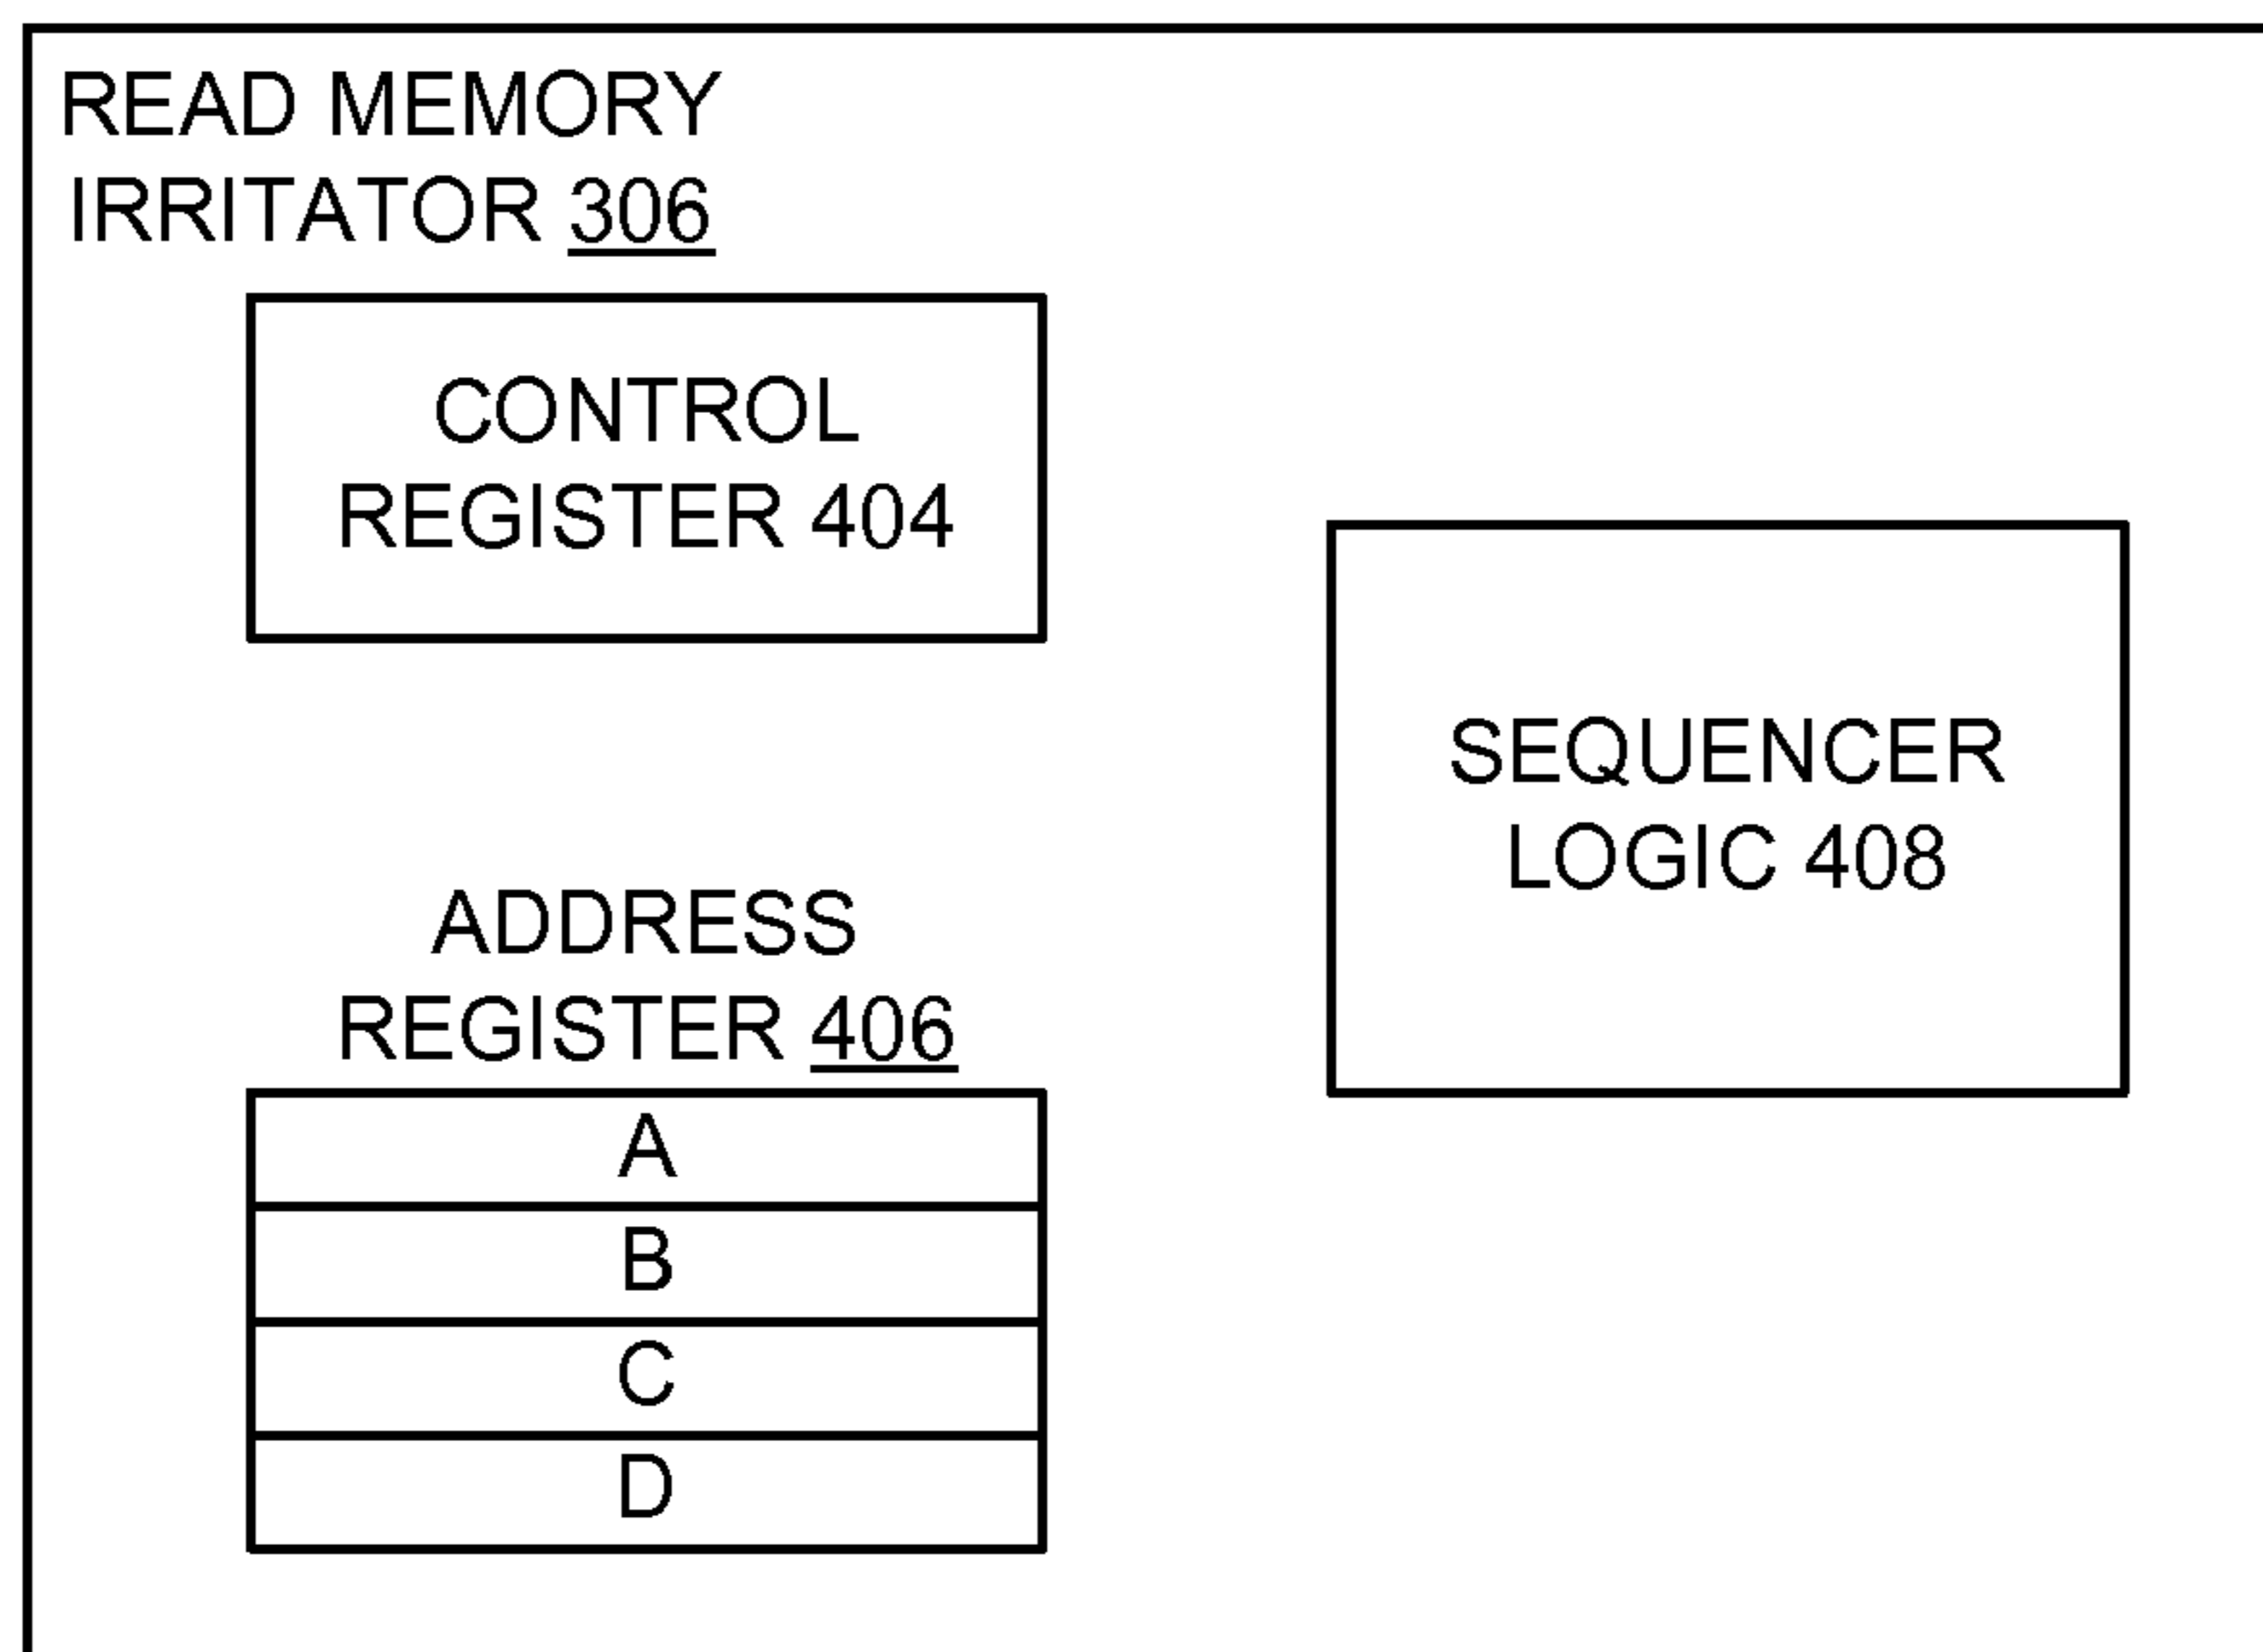 READ MEMORY
IRRITATOR 306
CONTROL
REGISTER 404
SEQUENCER
LOGIC 408
ADDRESS
REGISTER 406
A
B
C
D